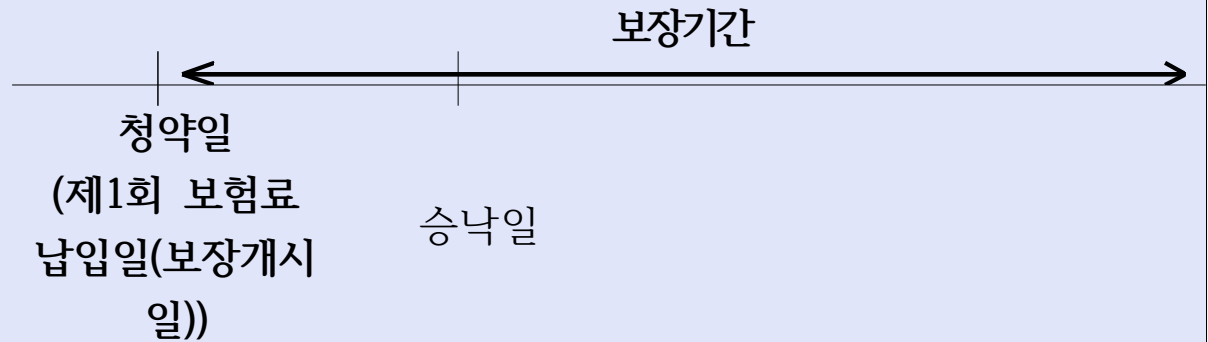 보장기간
청약일
(제1회 보험료
납입일(보장개시
일))
승낙일